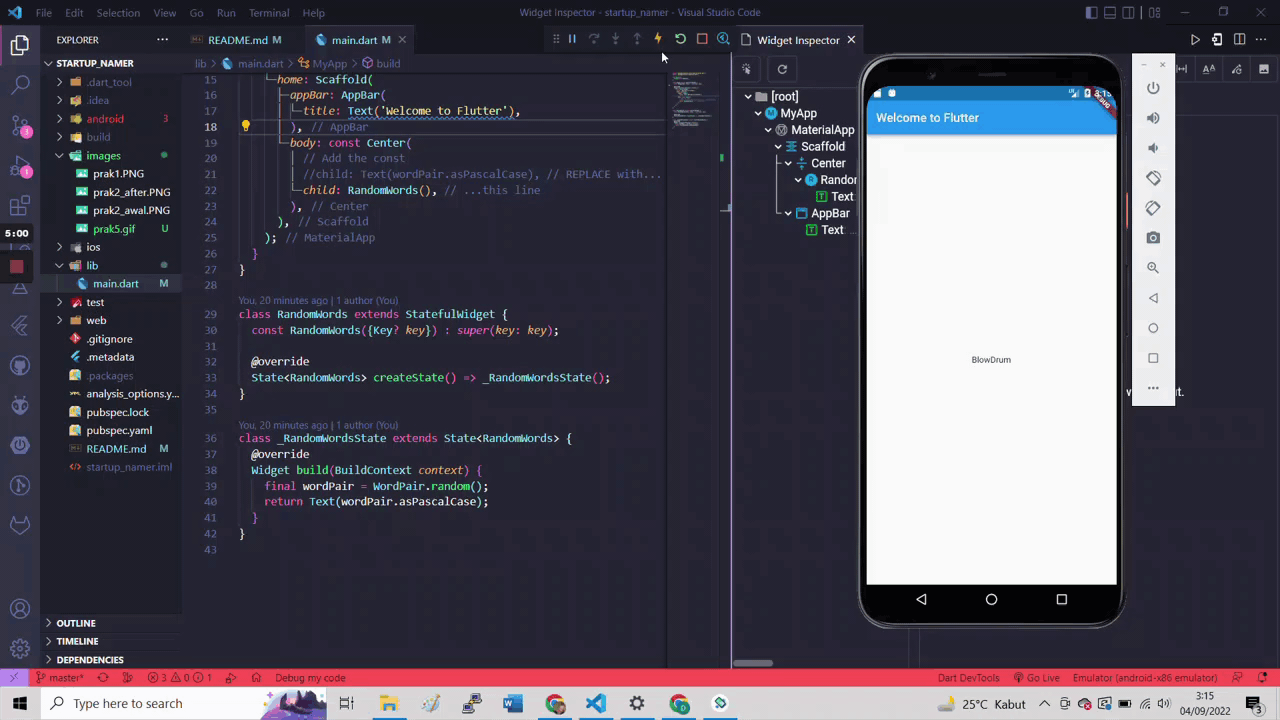 File Edit Selection View Go Run Terminal Help
Widget Inspector - startup_namer - Visual Studio Code
EXPLORER
README.md M
main.dart M
Widget Inspector
STARTUP_NAMER
lib > main.dart > MyApp > build
.dart_tool
.idea
android 3
build
images
prak1.PNG
prak2_after.PNG
prak2_awal.PNG
prak5.gif U
ios
lib
main.dart M
test
web
.gitignore
.metadata
.packages
analysis_options.y...
pubspec.lock
pubspec.yaml
README.md M
startup_namer.iml
OUTLINE
TIMELINE
DEPENDENCIES
3
1
5:00
15 home: Scaffold(
16 appBar: AppBar(
17 title: Text('Welcome to Flutter'),
18 ), // AppBar
19 body: const Center(
20 // Add the const
21 //child: Text(wordPair.asPascalCase), // REPLACE with...
22 child: RandomWords(), // ...this line
23 ), // Center
24 ), // Scaffold
25 ); // MaterialApp
26 }
27 }
28
You, 20 minutes ago | 1 author (You)
29 class RandomWords extends StatefulWidget {
30 const RandomWords({Key? key}) : super(key: key);
31
32 @override
33 State<RandomWords> createState() => _RandomWordsState();
34 }
35
You, 20 minutes ago | 1 author (You)
36 class _RandomWordsState extends State<RandomWords> {
37 @override
38 Widget build(BuildContext context) {
39 final wordPair = WordPair.random();
40 return Text(wordPair.asPascalCase);
41 }
42 }
43
[root]
MyApp
MaterialApp
Scaffold
Center
Random
Text
AppBar
Text
8:15
DEBUG
Welcome to Flutter
BlowDrum
master*
3 0 1
Debug my code
Dart DevTools
Go Live
Emulator (android-x86 emulator)
Type here to search
25°C Kabut
3:15
04/09/2022
3